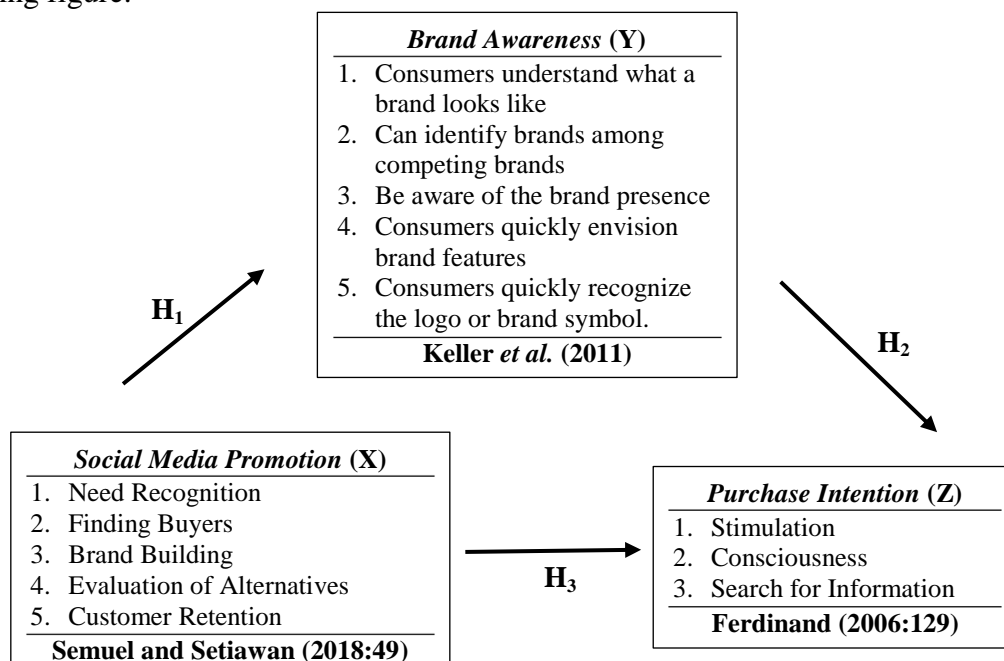 ing figure.
Brand Awareness (Y)
1. Consumers understand what a
brand looks like
2. Can identify brands among
competing brands
3. Be aware of the brand presence
4. Consumers quickly envision
brand features
5. Consumers quickly recognize
the logo or brand symbol.
Keller et al. (2011)
H₁
H₂
Social Media Promotion (X)
1. Need Recognition
2. Finding Buyers
3. Brand Building
4. Evaluation of Alternatives
5. Customer Retention
Semuel and Setiawan (2018:49)
H₃
Purchase Intention (Z)
1. Stimulation
2. Consciousness
3. Search for Information
Ferdinand (2006:129)